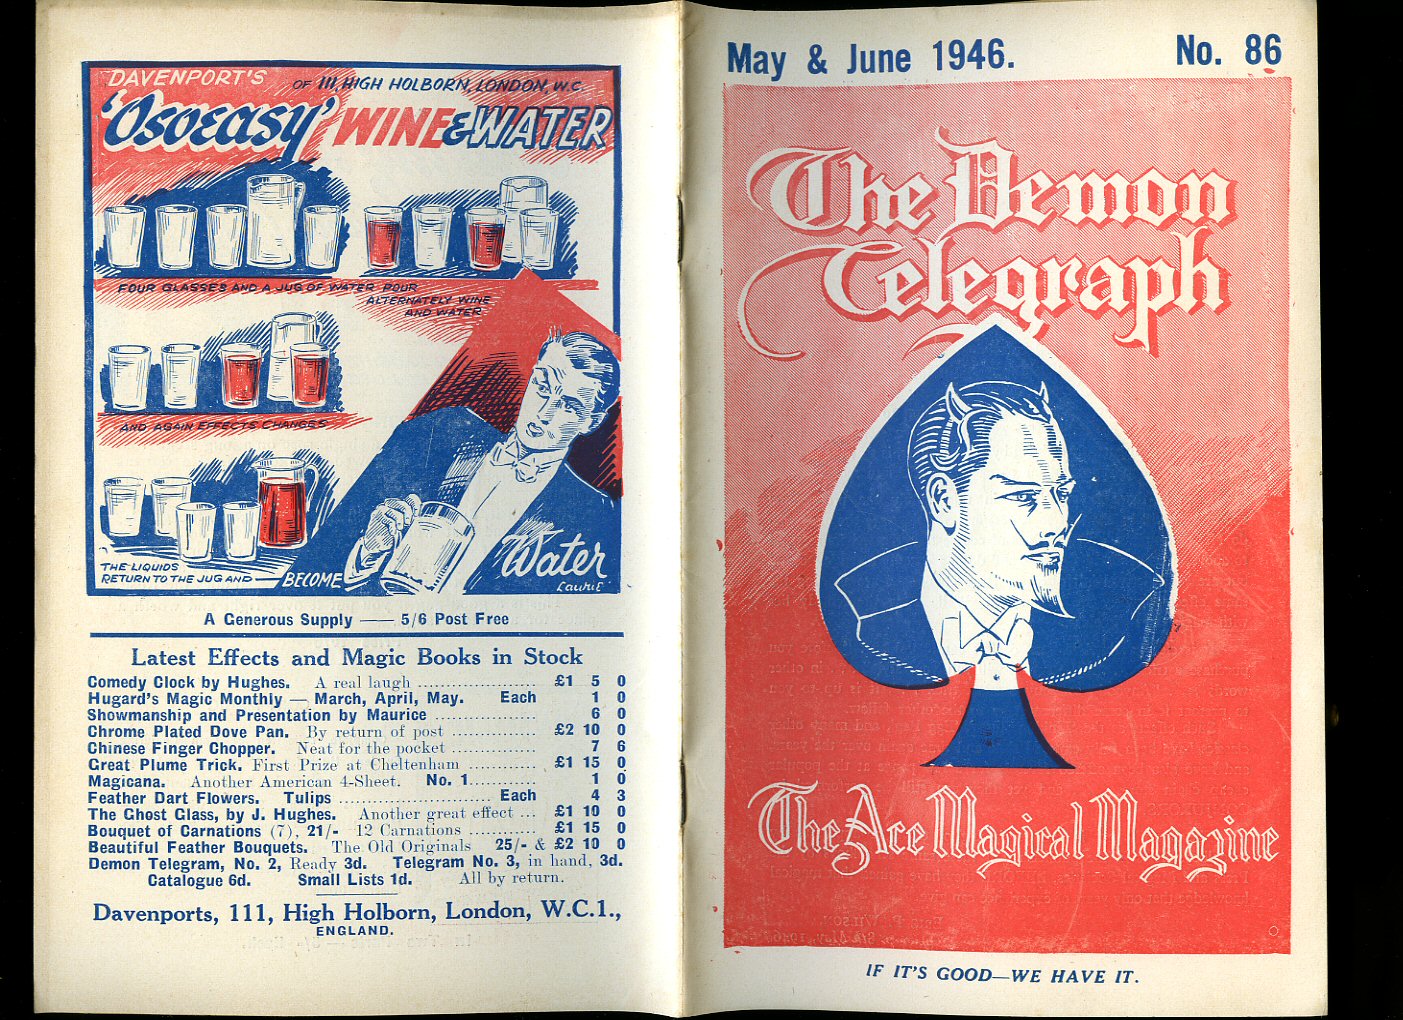 DAVENPORT'S OF 111, HIGH HOLBORN, LONDON, W.C.
'Osoeasy' WINE & WATER
FOUR GLASSES AND A JUG OF WATER POUR
ALTERNATELY WINE
AND WATER
AND AGAIN EFFECTS CHANGES
THE LIQUIDS
RETURN TO THE JUG AND — BECOME
Water
LAURIE
A Generous Supply — 5/6 Post Free
Latest Effects and Magic Books in Stock
Comedy Clock by Hughes. A real laugh ..................... £1 5 0
Hugard's Magic Monthly — March, April, May. Each 1 0
Showmanship and Presentation by Maurice .................. 6 0
Chrome Plated Dove Pan. By return of post ............... £2 10 0
Chinese Finger Chopper. Neat for the pocket ............... 7 6
Great Plume Trick. First Prize at Cheltenham ............ £1 15 0
Magicana. Another American 4-Sheet. No. 1............ 1 0
Feather Dart Flowers. Tulips ........................... Each 4 3
The Ghost Glass, by J. Hughes. Another great effect ... £1 10 0
Bouquet of Carnations (7), 21/- 12 Carnations ............ £1 15 0
Beautiful Feather Bouquets. The Old Originals 25/- & £2 10 0
Demon Telegram, No. 2, Ready 3d. Telegram No. 3, in hand, 3d.
Catalogue 6d. Small Lists 1d. All by return.
Davenports, 111, High Holborn, London, W.C.1.,
ENGLAND.
May & June 1946. No. 86
The Demon
Telegraph
The Ace Magical Magazine
IF IT'S GOOD—WE HAVE IT.